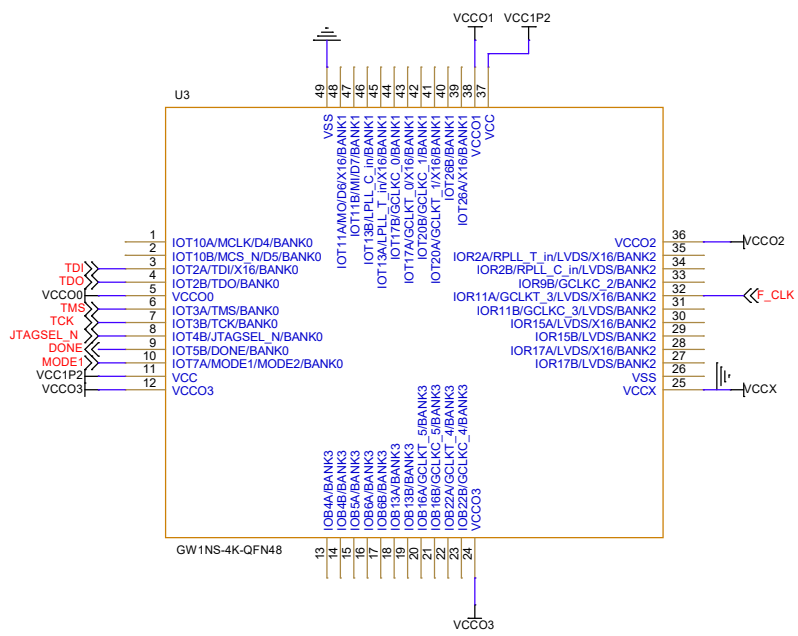 VCCO1
VCC1P2
U3
49
48
47
46
45
44
43
42
41
40
39
38
37
VSS
IOT11A/MO/D6/X16/BANK1
IOT11B/MI/D7/BANK1
IOT13B/LPLL_C_in/BANK1
IOT13A/LPLL_T_in/X16/BANK1
IOT17B/GCLKC_0/BANK1
IOT17A/GCLKT_0/X16/BANK1
IOT20B/GCLKC_1/BANK1
IOT20A/GCLKT_1/X16/BANK1
IOT26B/BANK1
IOT26A/X16/BANK1
VCCO1
VCC
1 IOT10A/MCLK/D4/BANK0
2 IOT10B/MCS_N/D5/BANK0
TDI 3 IOT2A/TDI/X16/BANK0
TDO 4 IOT2B/TDO/BANK0
VCCO0 5 VCCO0
TMS 6 IOT3A/TMS/BANK0
TCK 7 IOT3B/TCK/BANK0
JTAGSEL_N 8 IOT4B/JTAGSEL_N/BANK0
DONE 9 IOT5B/DONE/BANK0
MODE1 10 IOT7A/MODE1/MODE2/BANK0
VCC1P2 11 VCC
VCCO3 12 VCCO3
VCCO2 36 VCCO2
IOR2A/RPLL_T_in/LVDS/X16/BANK2 35
IOR2B/RPLL_C_in/LVDS/BANK2 34
IOR9B/GCLKC_2/BANK2 33
IOR11A/GCLKT_3/LVDS/X16/BANK2 32 F_CLK
IOR11B/GCLKC_3/LVDS/BANK2 31
IOR15A/LVDS/X16/BANK2 30
IOR15B/LVDS/BANK2 29
IOR17A/LVDS/X16/BANK2 28
IOR17B/LVDS/BANK2 27
VSS 26
VCCX 25 VCCX
IOB4A/BANK3
IOB4B/BANK3
IOB5A/BANK3
IOB6A/BANK3
IOB6B/BANK3
IOB13A/BANK3
IOB13B/BANK3
IOB16A/GCLKT_5/BANK3
IOB16B/GCLKC_5/BANK3
IOB22A/GCLKT_4/BANK3
IOB22B/GCLKC_4/BANK3
VCCO3
GW1NS-4K-QFN48
13
14
15
16
17
18
19
20
21
22
23
24
VCCO3